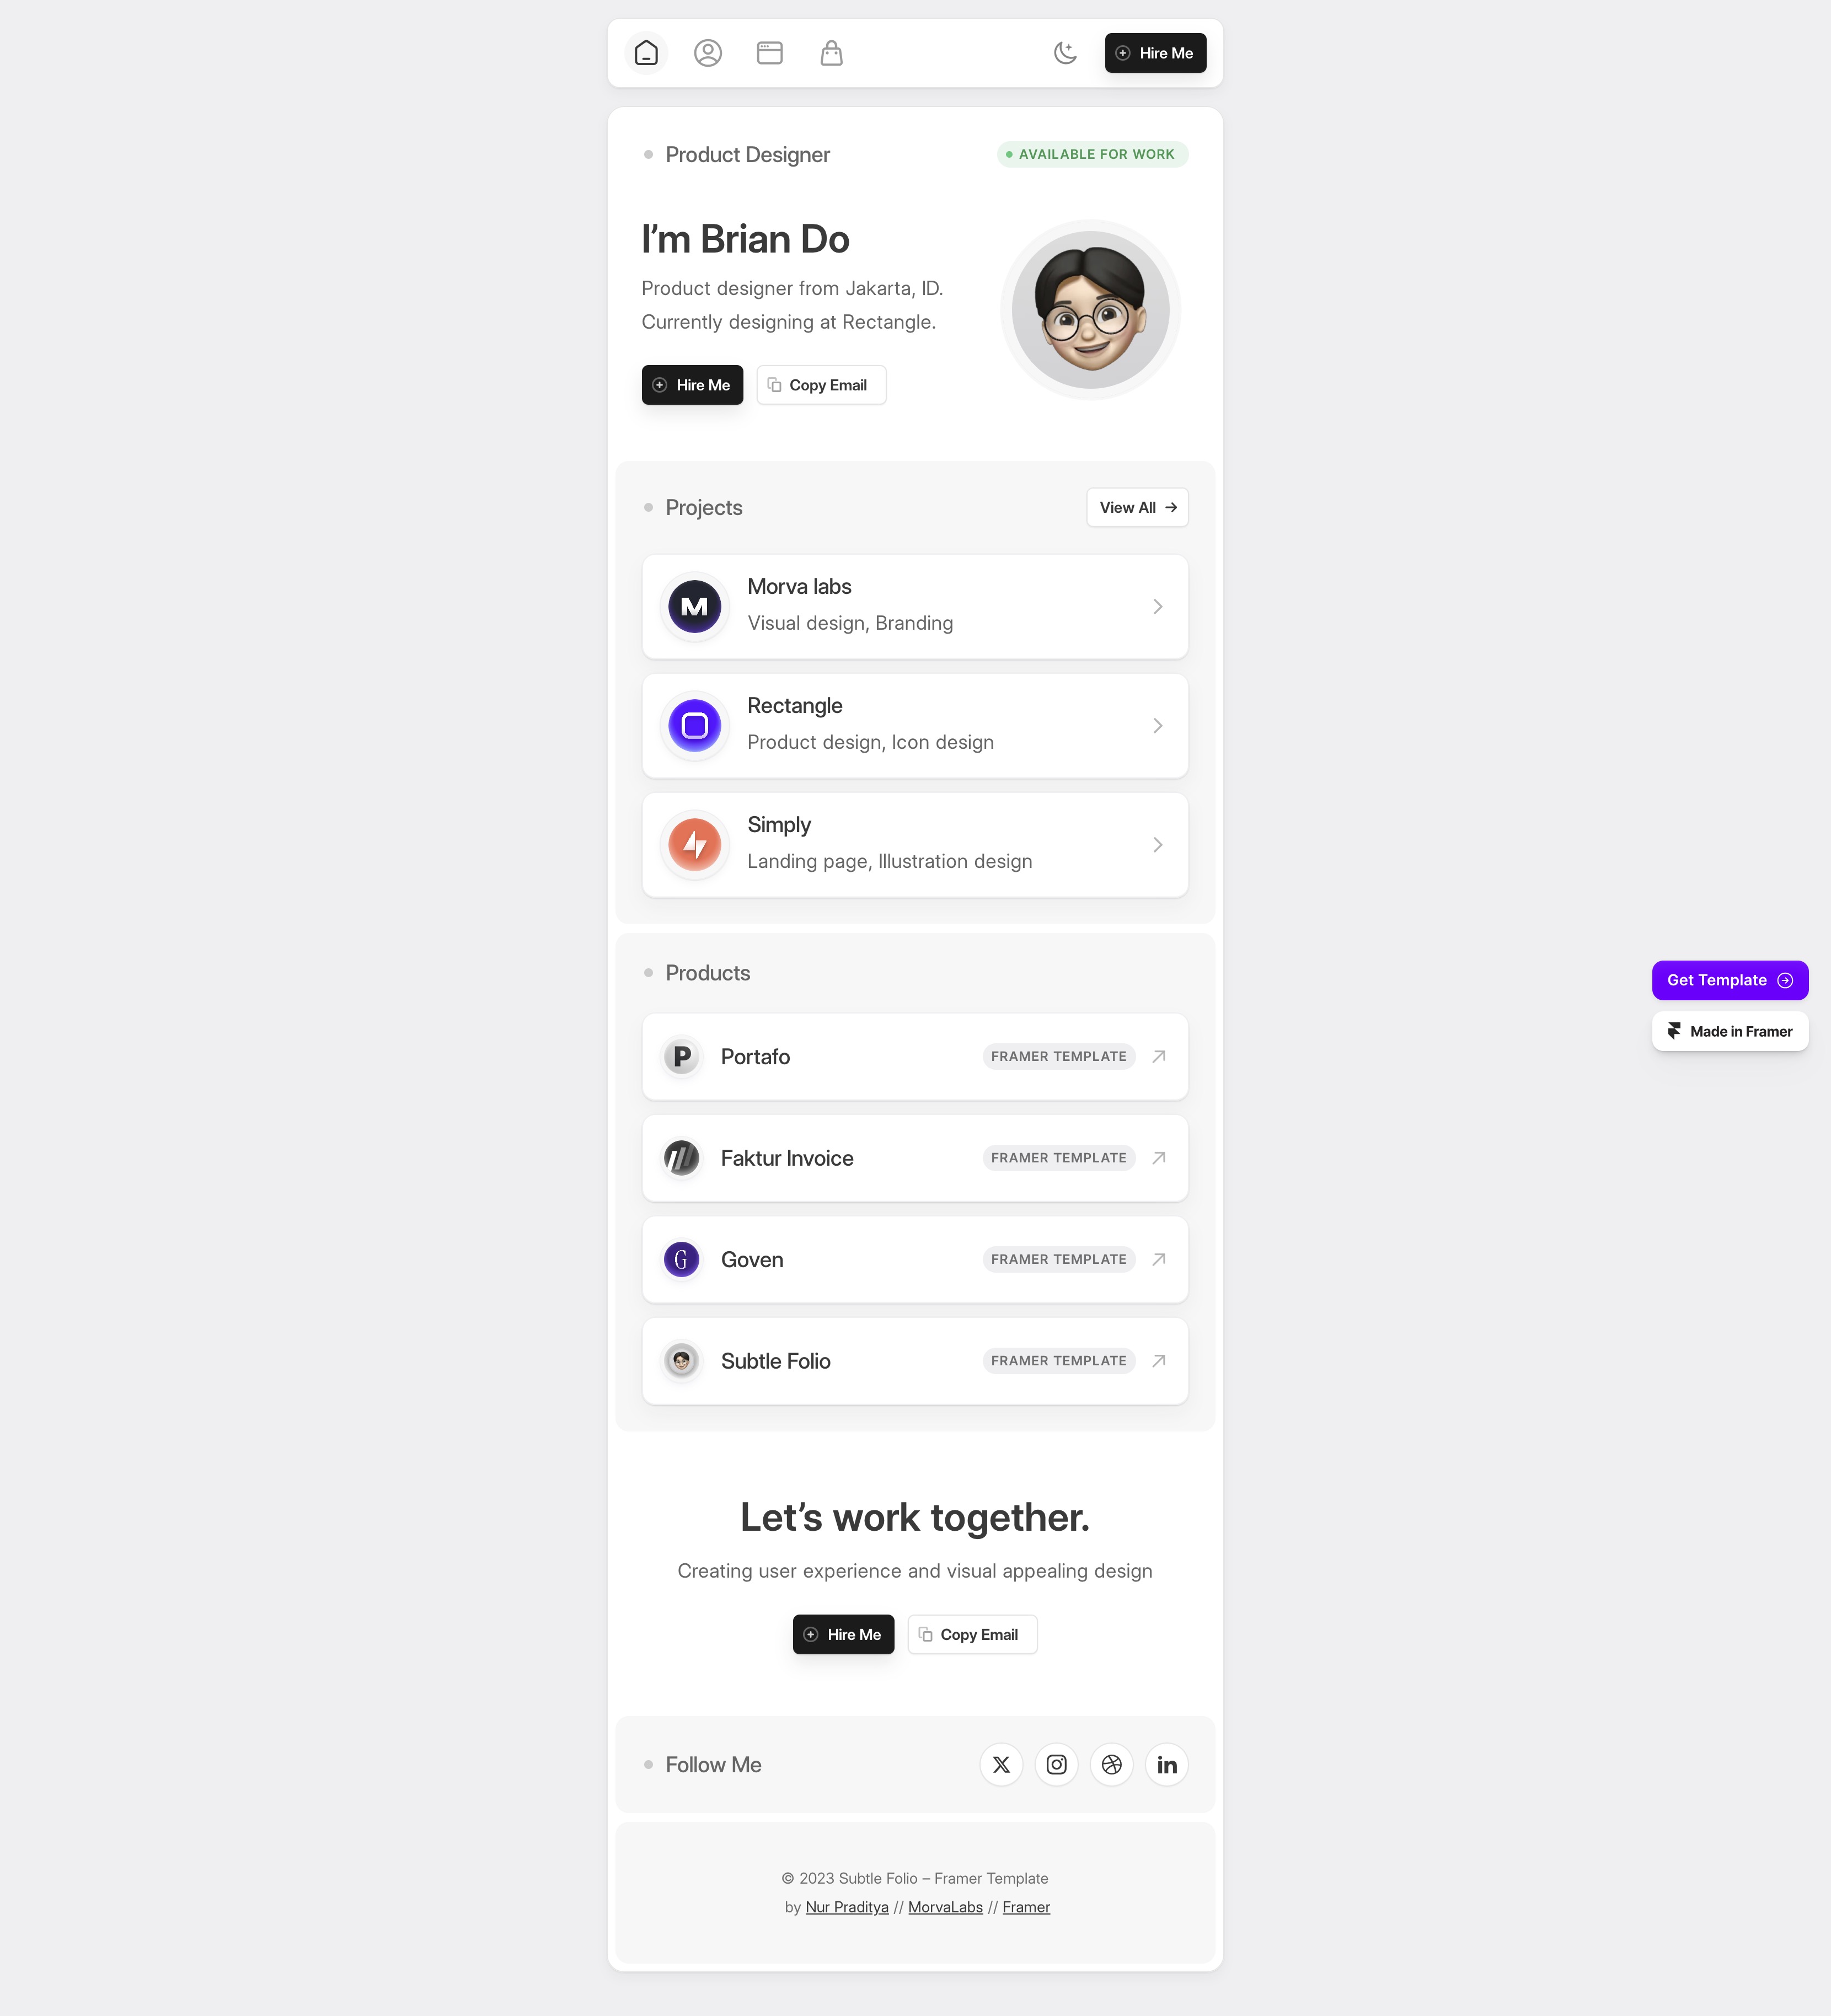 Hire Me
Product Designer
AVAILABLE FOR WORK
I’m Brian Do
Product designer from Jakarta, ID.
Currently designing at Rectangle.
Hire Me
Copy Email
Projects
View All
M
Morva labs
Visual design, Branding
Rectangle
Product design, Icon design
Simply
Landing page, Illustration design
Products
P
Portafo
FRAMER TEMPLATE
Faktur Invoice
FRAMER TEMPLATE
G
Goven
FRAMER TEMPLATE
Subtle Folio
FRAMER TEMPLATE
Get Template
Made in Framer
Let’s work together.
Creating user experience and visual appealing design
Hire Me
Copy Email
Follow Me
X
in
© 2023 Subtle Folio – Framer Template
by Nur Praditya // MorvaLabs // Framer